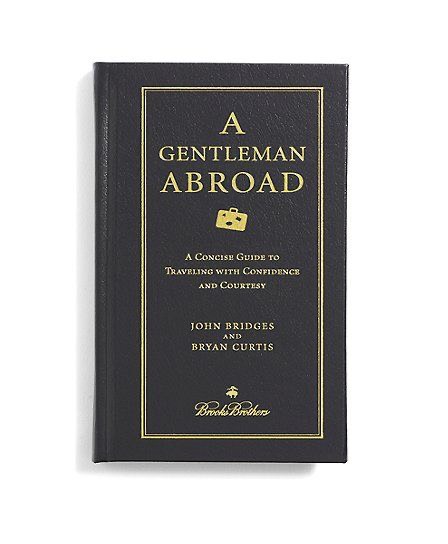 A
GENTLEMAN
ABROAD
A CONCISE GUIDE TO
TRAVELING WITH CONFIDENCE
AND COURTESY
JOHN BRIDGES
AND
BRYAN CURTIS
Brooks Brothers